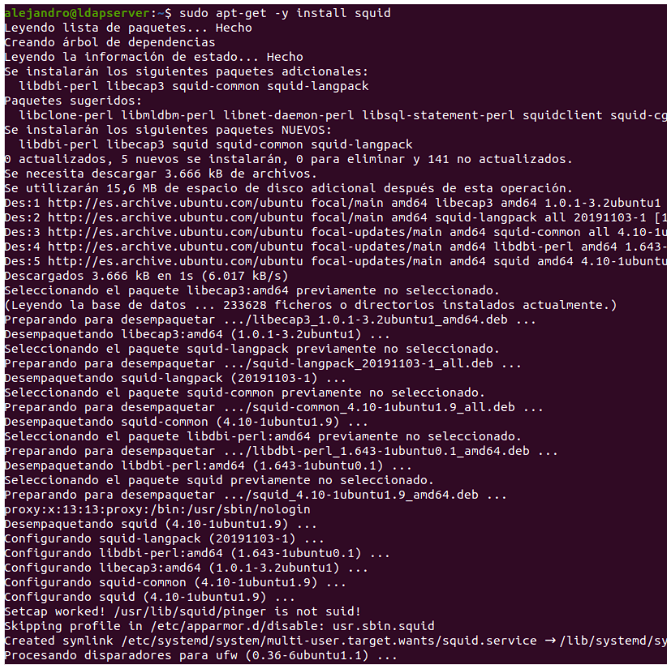 alejandro@ldapserver:~$ sudo apt-get -y install squid
Leyendo lista de paquetes... Hecho
Creando árbol de dependencias
Leyendo la información de estado... Hecho
Se instalarán los siguientes paquetes adicionales:
  libdbi-perl libecap3 squid-common squid-langpack
Paquetes sugeridos:
  libclone-perl libmldbm-perl libnet-daemon-perl libsql-statement-perl squidclient squid-cg
Se instalarán los siguientes paquetes NUEVOS:
  libdbi-perl libecap3 squid squid-common squid-langpack
0 actualizados, 5 nuevos se instalarán, 0 para eliminar y 141 no actualizados.
Se necesita descargar 3.666 kB de archivos.
Se utilizarán 15,6 MB de espacio de disco adicional después de esta operación.
Des:1 http://es.archive.ubuntu.com/ubuntu focal/main amd64 libecap3 amd64 1.0.1-3.2ubuntu1
Des:2 http://es.archive.ubuntu.com/ubuntu focal/main amd64 squid-langpack all 20191103-1 [1
Des:3 http://es.archive.ubuntu.com/ubuntu focal-updates/main amd64 squid-common all 4.10-1u
Des:4 http://es.archive.ubuntu.com/ubuntu focal-updates/main amd64 libdbi-perl amd64 1.643-
Des:5 http://es.archive.ubuntu.com/ubuntu focal-updates/main amd64 squid amd64 4.10-1ubuntu
Descargados 3.666 kB en 1s (6.017 kB/s)
Seleccionando el paquete libecap3:amd64 previamente no seleccionado.
(Leyendo la base de datos ... 233628 ficheros o directorios instalados actualmente.)
Preparando para desempaquetar .../libecap3_1.0.1-3.2ubuntu1_amd64.deb ...
Desempaquetando libecap3:amd64 (1.0.1-3.2ubuntu1) ...
Seleccionando el paquete squid-langpack previamente no seleccionado.
Preparando para desempaquetar .../squid-langpack_20191103-1_all.deb ...
Desempaquetando squid-langpack (20191103-1) ...
Seleccionando el paquete squid-common previamente no seleccionado.
Preparando para desempaquetar .../squid-common_4.10-1ubuntu1.9_all.deb ...
Desempaquetando squid-common (4.10-1ubuntu1.9) ...
Seleccionando el paquete libdbi-perl:amd64 previamente no seleccionado.
Preparando para desempaquetar .../libdbi-perl_1.643-1ubuntu0.1_amd64.deb ...
Desempaquetando libdbi-perl:amd64 (1.643-1ubuntu0.1) ...
Seleccionando el paquete squid previamente no seleccionado.
Preparando para desempaquetar .../squid_4.10-1ubuntu1.9_amd64.deb ...
proxy:x:13:13:proxy:/bin:/usr/sbin/nologin
Desempaquetando squid (4.10-1ubuntu1.9) ...
Configurando squid-langpack (20191103-1) ...
Configurando libdbi-perl:amd64 (1.643-1ubuntu0.1) ...
Configurando libecap3:amd64 (1.0.1-3.2ubuntu1) ...
Configurando squid-common (4.10-1ubuntu1.9) ...
Configurando squid (4.10-1ubuntu1.9) ...
Setcap worked! /usr/lib/squid/pinger is not suid!
Skipping profile in /etc/apparmor.d/disable: usr.sbin.squid
Created symlink /etc/systemd/system/multi-user.target.wants/squid.service → /lib/systemd/sy
Procesando disparadores para ufw (0.36-6ubuntu1.1) ...